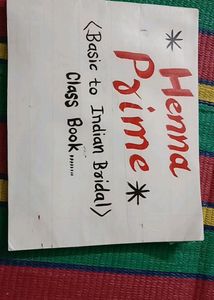 * Henna
Prime *
<Basic to Indian Bridal>
Class Book.......